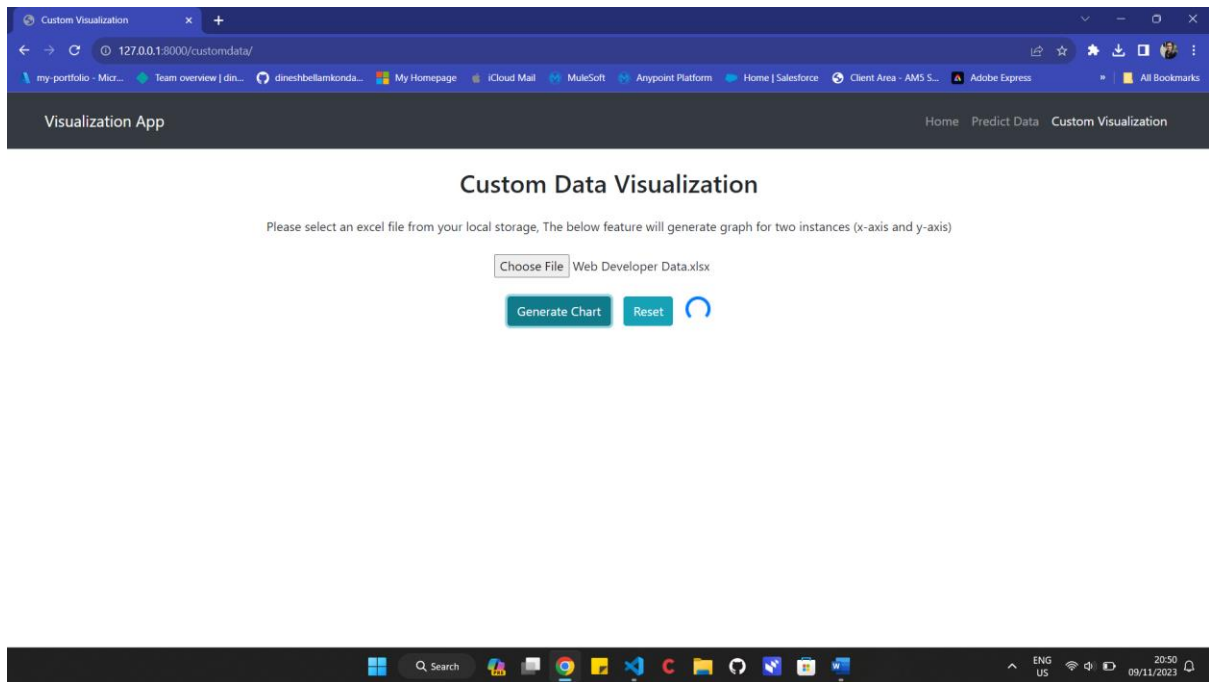 Custom Visualization
127.0.0.1:8000/customdata/
my-portfolio - Micr... Team overview | din... dineshbellamkonda... My Homepage iCloud Mail MuleSoft Anypoint Platform Home | Salesforce Client Area - AMS S... Adobe Express » All Bookmarks
Visualization App Home Predict Data Custom Visualization
Custom Data Visualization
Please select an excel file from your local storage, The below feature will generate graph for two instances (x-axis and y-axis)
Choose File Web Developer Data.xlsx
Generate Chart Reset
Search ENG 20:50
US 09/11/2023